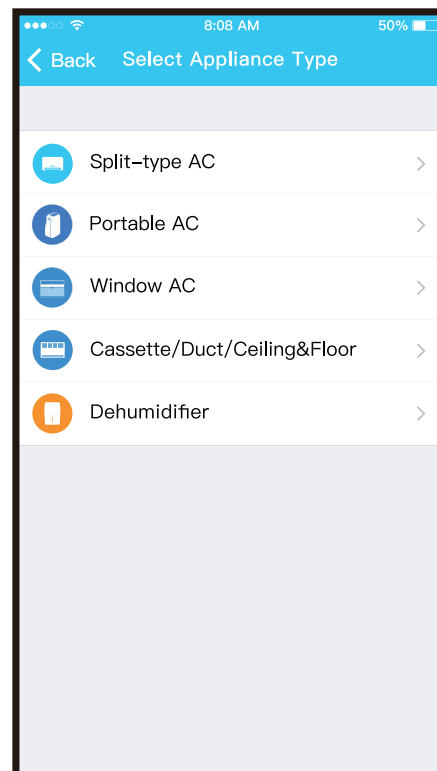 8:08 AM 50%
Back Select Appliance Type
Split-type AC
Portable AC
Window AC
Cassette/Duct/Ceiling&Floor
Dehumidifier